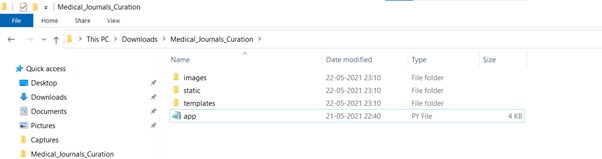 Medical_Journals_Curation
File Home Share View
This PC > Downloads > Medical_Journals_Curation >
Name Date modified Type Size
Quick access
Desktop
Downloads
Documents
Pictures
Captures
Medical_Journals_Curation
images 22-05-2021 23:10 File folder
static 22-05-2021 23:10 File folder
templates 22-05-2021 23:10 File folder
app 21-05-2021 22:40 PY File 4 KB